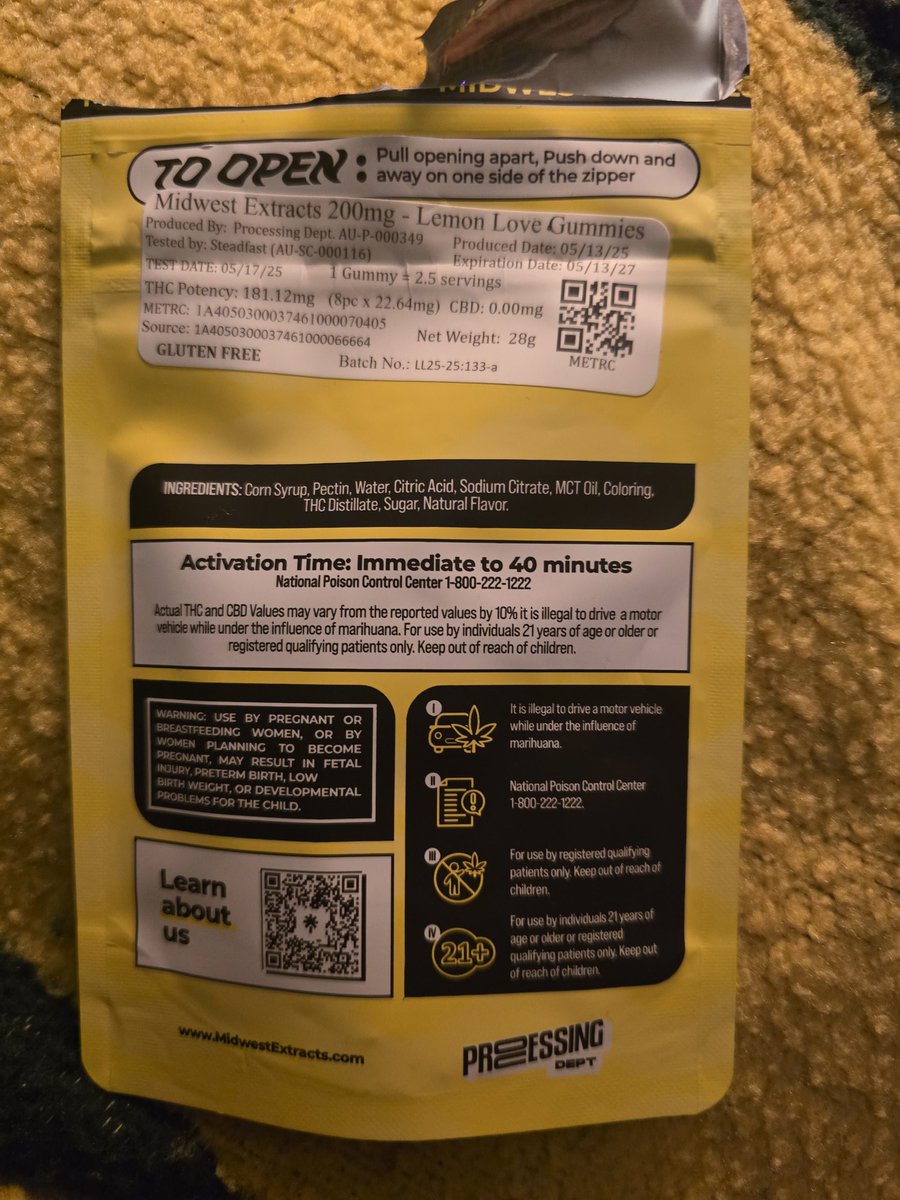 MIDWES
TO OPEN :
Pull opening apart, Push down and
away on one side of the zipper
Midwest Extracts 200mg - Lemon Love Gummies
Produced By: Processing Dept. AU-P-000349
Produced Date: 05/13/25
Tested by: Steadfast (AU-SC-000116)
Expiration Date: 05/13/27
TEST DATE: 05/17/25
1 Gummy = 2.5 servings
THC Potency: 181.12mg (8pc x 22.64mg) CBD: 0.00mg
METRC: 1A4050300037461000070405
Source: 1A4050300037461000066664
Net Weight: 28g
GLUTEN FREE
Batch No.: LL25-25:133-a
METRC
INGREDIENTS: Corn Syrup, Pectin, Water, Citric Acid, Sodium Citrate, MCT Oil, Coloring,
THC Distillate, Sugar, Natural Flavor.
Activation Time: Immediate to 40 minutes
National Poison Control Center 1-800-222-1222
Actual THC and CBD Values may vary from the reported values by 10% it is illegal to drive a motor
vehicle while under the influence of marihuana. For use by individuals 21 years of age or older or
registered qualifying patients only. Keep out of reach of children.
WARNING: USE BY PREGNANT OR
BREASTFEEDING WOMEN, OR BY
WOMEN PLANNING TO BECOME
PREGNANT, MAY RESULT IN FETAL
INJURY, PRETERM BIRTH, LOW
BIRTH WEIGHT, OR DEVELOPMENTAL
PROBLEMS FOR THE CHILD.
I
It is illegal to drive a motor vehicle
while under the influence of
marihuana.
II
National Poison Control Center
1-800-222-1222.
III
For use by registered qualifying
patients only. Keep out of reach of
children.
IV
21+
For use by individuals 21 years of
age or older or registered
qualifying patients only. Keep out
of reach of children.
Learn
about
us
www.MidwestExtracts.com
PROCESSING
DEPT